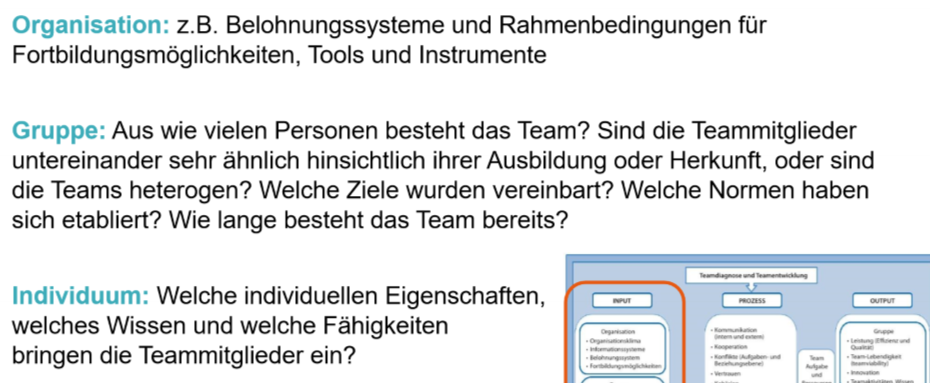 Organisation: z.B. Belohnungssysteme und Rahmenbedingungen für
Fortbildungsmöglichkeiten, Tools und Instrumente
Gruppe: Aus wie vielen Personen besteht das Team? Sind die Teammitglieder
untereinander sehr ähnlich hinsichtlich ihrer Ausbildung oder Herkunft, oder sind
die Teams heterogen? Welche Ziele wurden vereinbart? Welche Normen haben
sich etabliert? Wie lange besteht das Team bereits?
Individuum: Welche individuellen Eigenschaften,
welches Wissen und welche Fähigkeiten
bringen die Teammitglieder ein?
Teamdiagnose und Teamentwicklung
INPUT
Organisation
• Organisationsklima
• Informationssysteme
• Belohnungssystem
• Fortbildungsmöglichkeiten
PROZESS
• Kommunikation
(intern und extern)
• Kooperation
• Konflikte (Aufgaben- und
Beziehungsebene)
• Vertrauen
Team
Aufgabe
und
OUTPUT
Gruppe
• Leistung (Effizienz und
Qualität)
• Team-Lebendigkeit
(teamviability)
• Innovation